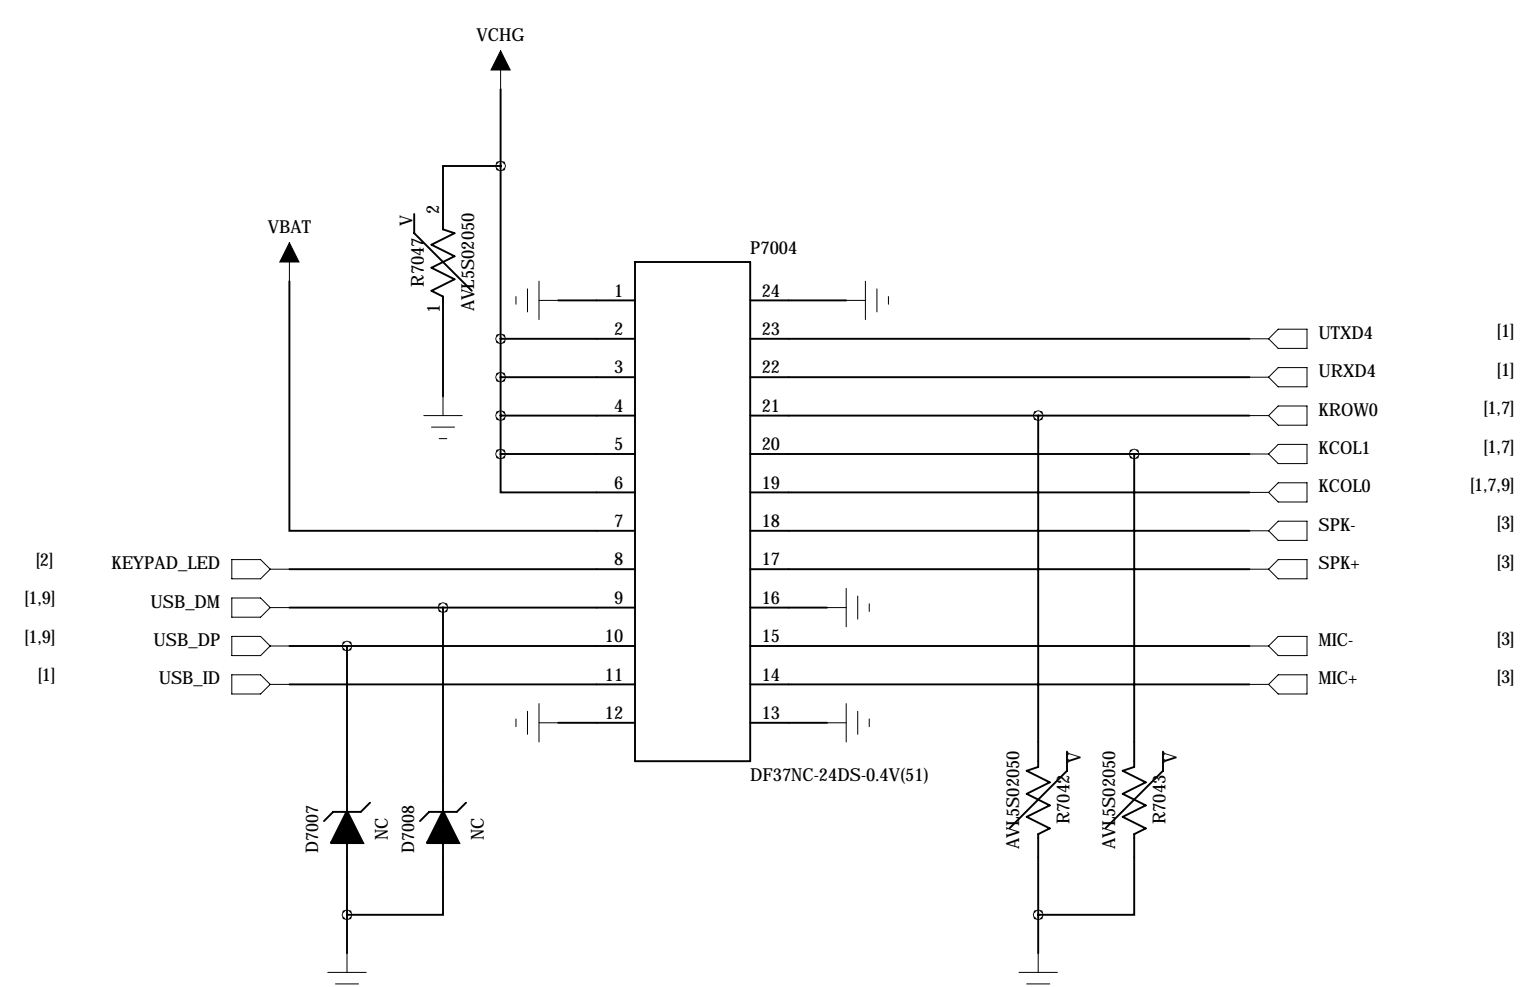 VCHG
VBAT
V
R7047
2
1
AVL5S02050
P7004
1
24
2
23
UTXD4
[1]
3
22
URXD4
[1]
4
21
KROW0
[1,7]
5
20
KCOL1
[1,7]
6
19
KCOL0
[1,7,9]
7
18
SPK-
[3]
[2]
KEYPAD_LED
8
17
SPK+
[3]
[1,9]
USB_DM
9
16
[1,9]
USB_DP
10
15
MIC-
[3]
[1]
USB_ID
11
14
MIC+
[3]
12
13
DF37NC-24DS-0.4V(51)
D7007
NC
D7008
NC
AVL5S02050
V
R7042
AVL5S02050
V
R7043